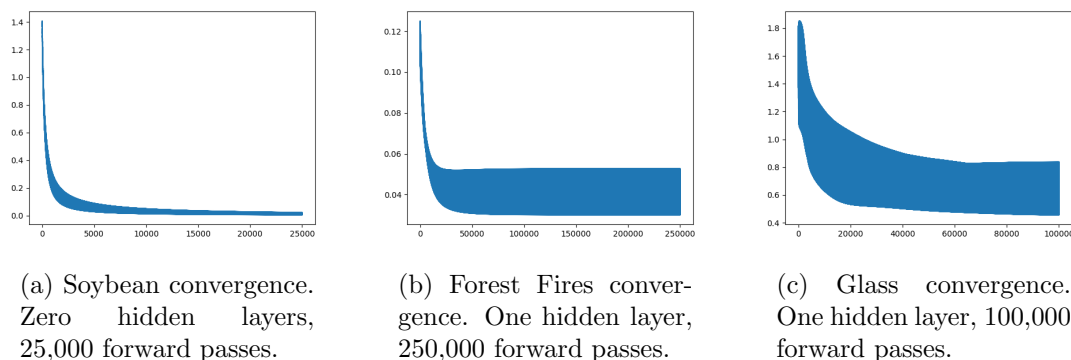 1.4
1.2
1.0
0.8
0.6
0.4
0.2
0.0
0 5000 10000 15000 20000 25000
0.12
0.10
0.08
0.06
0.04
0 50000 100000 150000 200000 250000
1.8
1.6
1.4
1.2
1.0
0.8
0.6
0.4
0 20000 40000 60000 80000 100000
(a) Soybean convergence.
Zero hidden layers,
25,000 forward passes.
(b) Forest Fires conver-
gence. One hidden layer,
250,000 forward passes.
(c) Glass convergence.
One hidden layer, 100,000
forward passes.